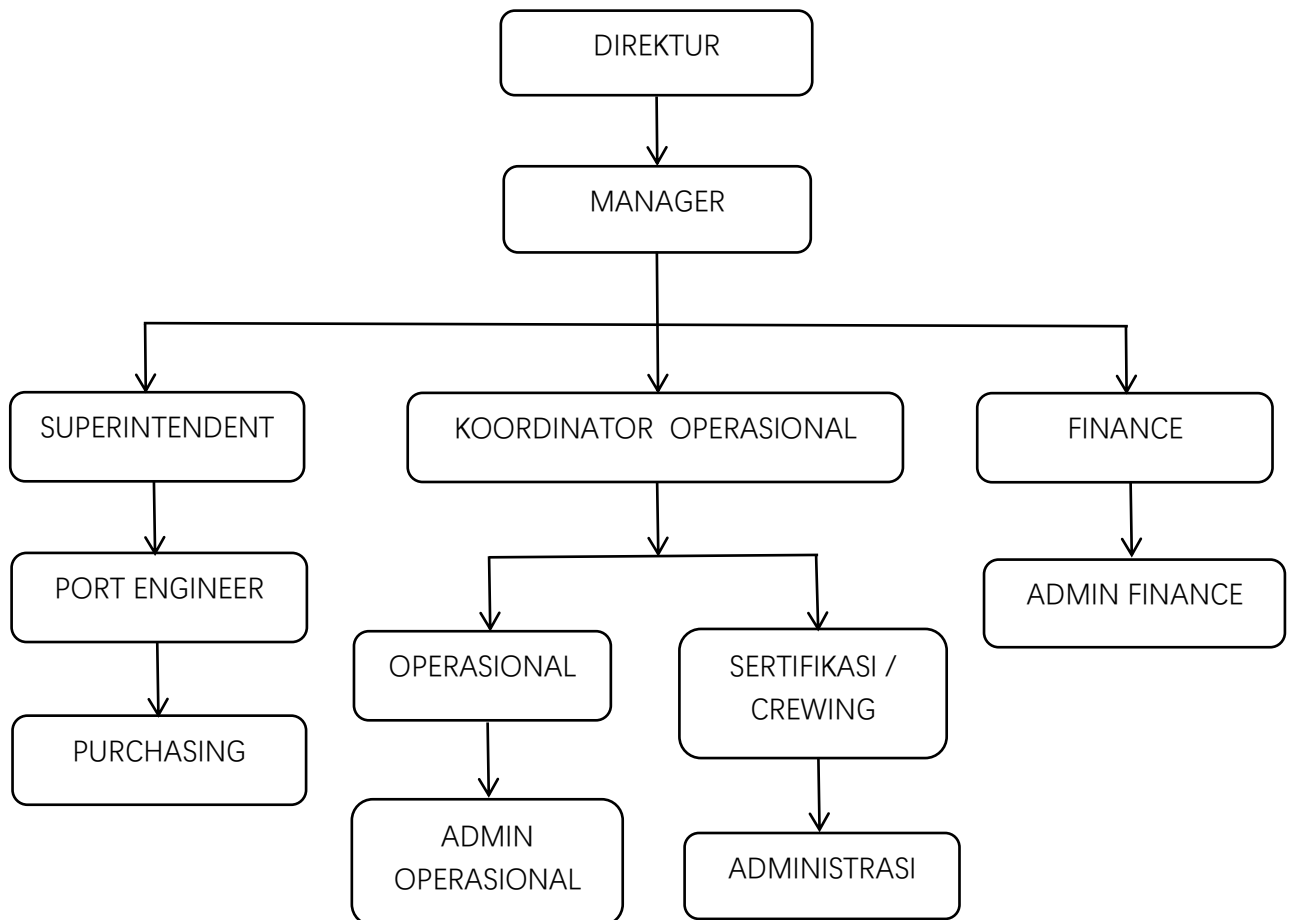 DIREKTUR
MANAGER
SUPERINTENDENT
KOORDINATOR OPERASIONAL
FINANCE
PORT ENGINEER
ADMIN FINANCE
OPERASIONAL
SERTIFIKASI /
CREWING
PURCHASING
ADMIN
OPERASIONAL
ADMINISTRASI